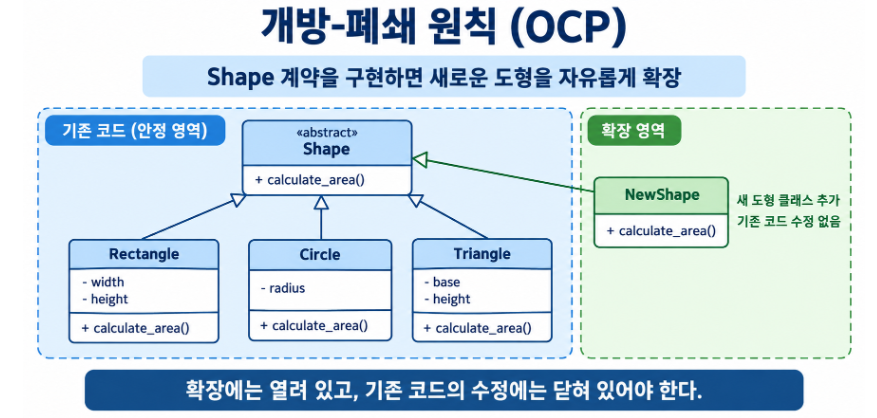 개방-폐쇄 원칙 (OCP)
Shape 계약을 구현하면 새로운 도형을 자유롭게 확장
기존 코드 (안정 영역)
«abstract»
Shape
+ calculate_area()
Rectangle
- width
- height
+ calculate_area()
Circle
- radius
+ calculate_area()
Triangle
- base
- height
+ calculate_area()
확장 영역
NewShape
+ calculate_area()
새 도형 클래스 추가
기존 코드 수정 없음
확장에는 열려 있고, 기존 코드의 수정에는 닫혀 있어야 한다.